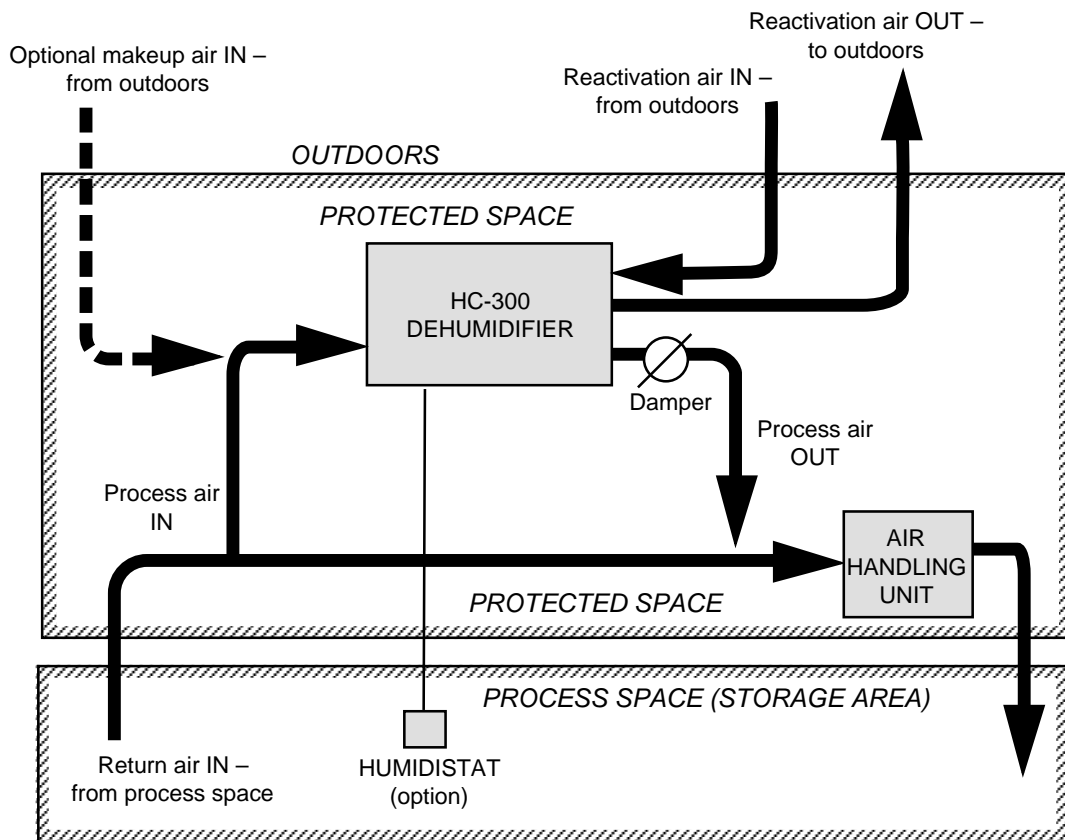 Reactivation air OUT –
to outdoors
Optional makeup air IN –
from outdoors
Reactivation air IN –
from outdoors
OUTDOORS
PROTECTED SPACE
HC-300
DEHUMIDIFIER
Damper
Process air
OUT
Process air
IN
AIR
HANDLING
UNIT
PROTECTED SPACE
PROCESS SPACE (STORAGE AREA)
Return air IN –
from process space
HUMIDISTAT
(option)